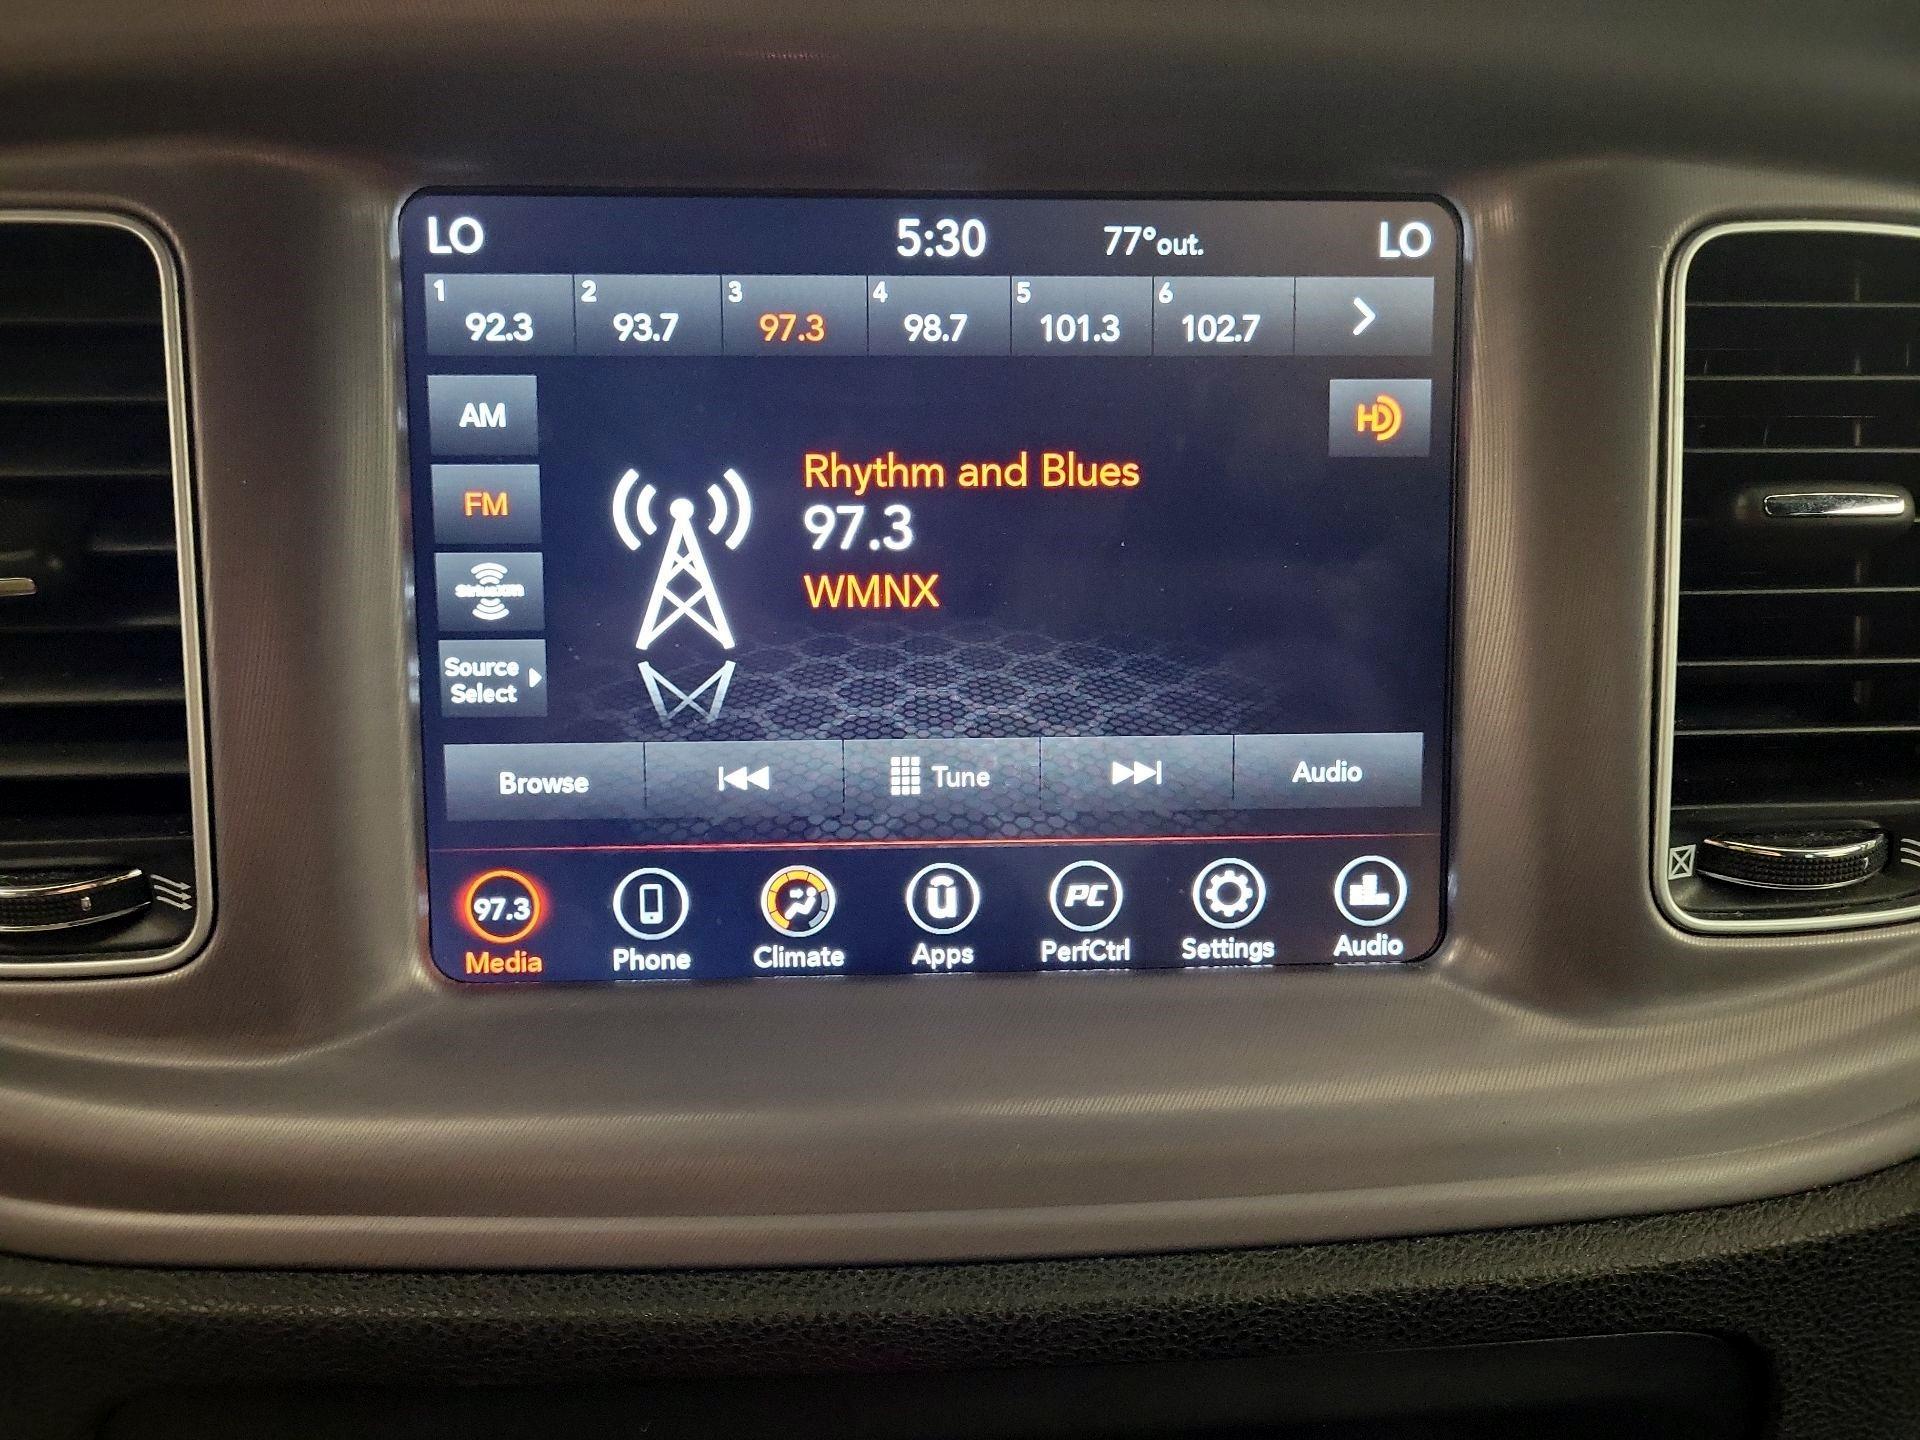 LO 5:30 77°out. LO
1 2 3 4 5 6
92.3 93.7 97.3 98.7 101.3 102.7
AM
HD
Rhythm and Blues
FM
97.3
SiriusXM
WMNX
Source
Select
Browse Tune Audio
97.3 PC
Media Phone Climate Apps PerfCtrl Settings Audio